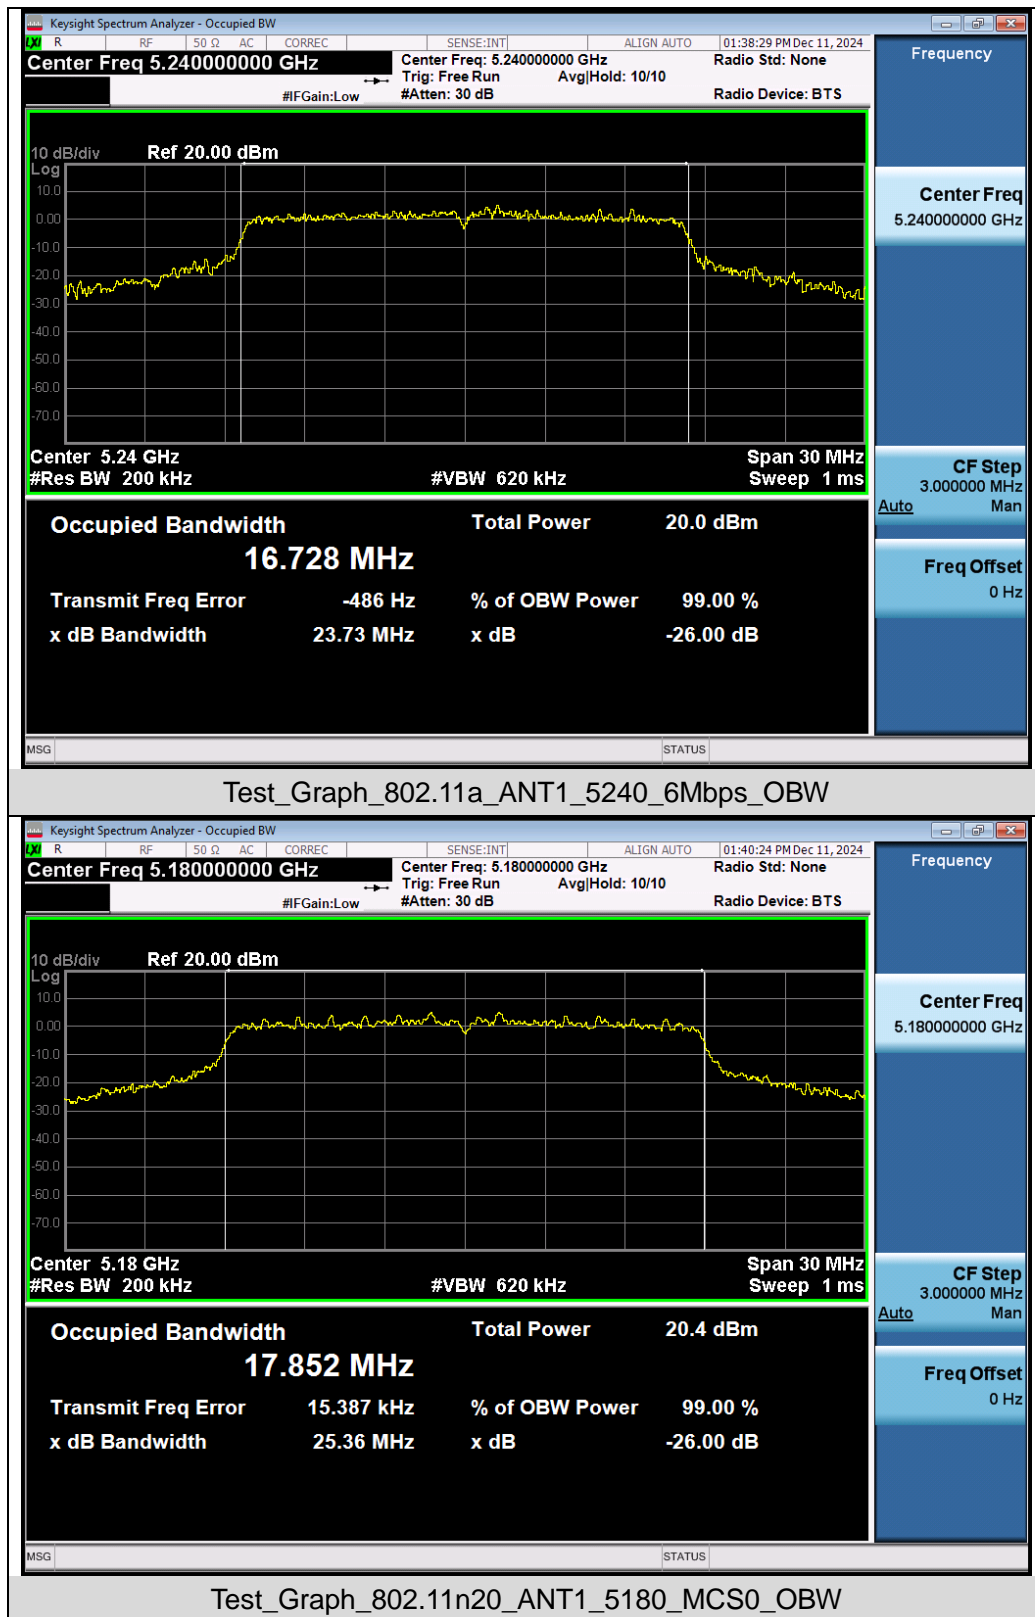 Keysight Spectrum Analyzer - Occupied BW
LXI R RF 50 Ω AC CORREC SENSE:INT ALIGN AUTO 01:38:29 PM Dec 11, 2024
Center Freq 5.240000000 GHz
Center Freq: 5.240000000 GHz
Radio Std: None
Trig: Free Run Avg|Hold: 10/10
#IFGain:Low
#Atten: 30 dB
Radio Device: BTS
Frequency
10 dB/div Ref 20.00 dBm
Log
10.0
0.00
-10.0
-20.0
-30.0
-40.0
-50.0
-60.0
-70.0
Center Freq
5.240000000 GHz
Center 5.24 GHz Span 30 MHz
#Res BW 200 kHz #VBW 620 kHz Sweep 1 ms
CF Step
3.000000 MHz
Auto Man
Freq Offset
0 Hz
Occupied Bandwidth Total Power 20.0 dBm
16.728 MHz
Transmit Freq Error -486 Hz % of OBW Power 99.00 %
x dB Bandwidth 23.73 MHz x dB -26.00 dB
MSG STATUS
Test_Graph_802.11a_ANT1_5240_6Mbps_OBW
Keysight Spectrum Analyzer - Occupied BW
LXI R RF 50 Ω AC CORREC SENSE:INT ALIGN AUTO 01:40:24 PM Dec 11, 2024
Center Freq 5.180000000 GHz
Center Freq: 5.180000000 GHz
Radio Std: None
Trig: Free Run Avg|Hold: 10/10
#IFGain:Low
#Atten: 30 dB
Radio Device: BTS
Frequency
10 dB/div Ref 20.00 dBm
Log
10.0
0.00
-10.0
-20.0
-30.0
-40.0
-50.0
-60.0
-70.0
Center Freq
5.180000000 GHz
Center 5.18 GHz Span 30 MHz
#Res BW 200 kHz #VBW 620 kHz Sweep 1 ms
CF Step
3.000000 MHz
Auto Man
Freq Offset
0 Hz
Occupied Bandwidth Total Power 20.4 dBm
17.852 MHz
Transmit Freq Error 15.387 kHz % of OBW Power 99.00 %
x dB Bandwidth 25.36 MHz x dB -26.00 dB
MSG STATUS
Test_Graph_802.11n20_ANT1_5180_MCS0_OBW